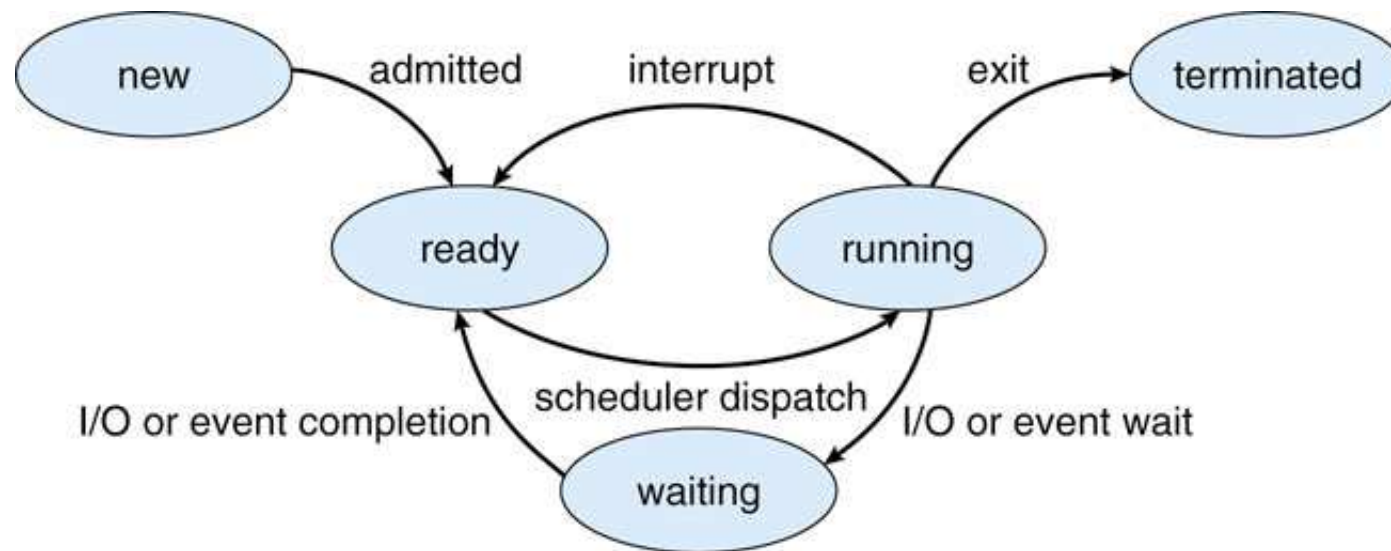 new
admitted
interrupt
exit
terminated
ready
running
scheduler dispatch
I/O or event completion
I/O or event wait
waiting